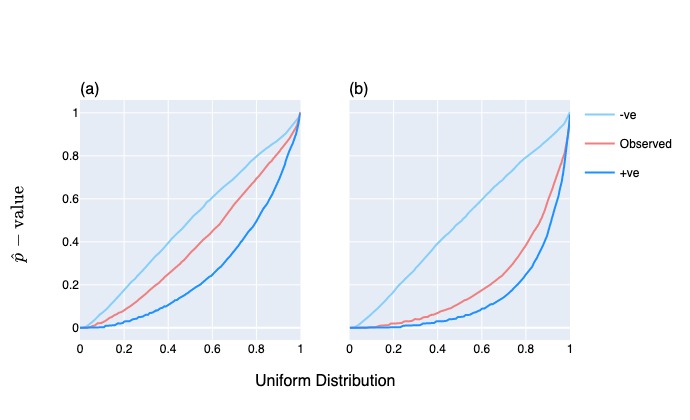 (a)
(b)
1
0.8
0.6
0.4
0.2
0
0 0.2 0.4 0.6 0.8 1
0 0.2 0.4 0.6 0.8 1
p̂ − value
Uniform Distribution
-ve
Observed
+ve